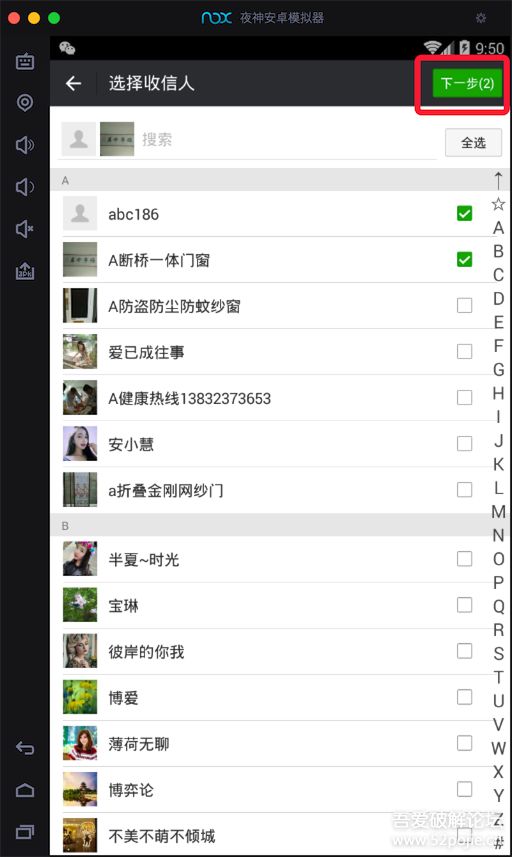 nox 夜神安卓模拟器
9:50
选择收信人
下一步(2)
搜索
全选
A
abc186
A断桥一体门窗
A防盗防尘防蚊纱窗
爱已成往事
A健康热线13832373653
安小慧
a折叠金刚网纱门
B
半夏~时光
宝琳
彼岸的你我
博爱
薄荷无聊
博弈论
不美不萌不倾城
↑
☆
A
B
C
D
E
F
G
H
I
J
K
L
M
N
O
P
Q
R
S
T
U
V
W
X
Y
Z
#
吾爱破解论坛
www.52pojie.cn